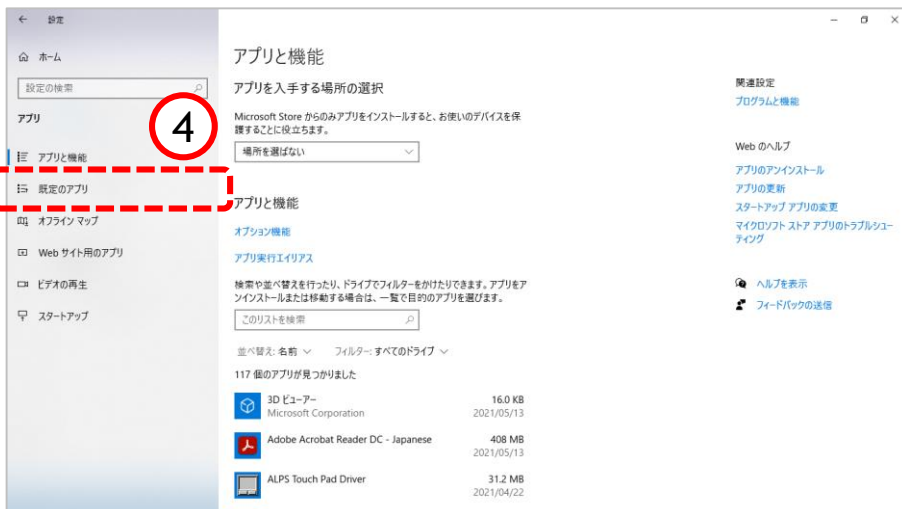 設定
ホーム
設定の検索
アプリ
④
アプリと機能
既定のアプリ
オフライン マップ
Web サイト用のアプリ
ビデオの再生
スタートアップ
アプリと機能
アプリを入手する場所の選択
Microsoft Store からのみアプリをインストールすると、お使いのデバイスを保
護することに役立ちます。
場所を選ばない
アプリと機能
オプション機能
アプリ実行エイリアス
検索や並べ替えを行ったり、ドライブでフィルターをかけたりできます。アプリをア
ンインストールまたは移動する場合は、一覧で目的のアプリを選びます。
このリストを検索
並べ替え: 名前 フィルター: すべてのドライブ
117 個のアプリが見つかりました
3D ビューアー 16.0 KB
Microsoft Corporation 2021/05/13
Adobe Acrobat Reader DC - Japanese 408 MB
2021/05/13
ALPS Touch Pad Driver 31.2 MB
2021/04/22
関連設定
プログラムと機能
Web のヘルプ
アプリのアンインストール
アプリの更新
スタートアップ アプリの変更
マイクロソフト ストア アプリのトラブルシュー
ティング
ヘルプを表示
フィードバックの送信